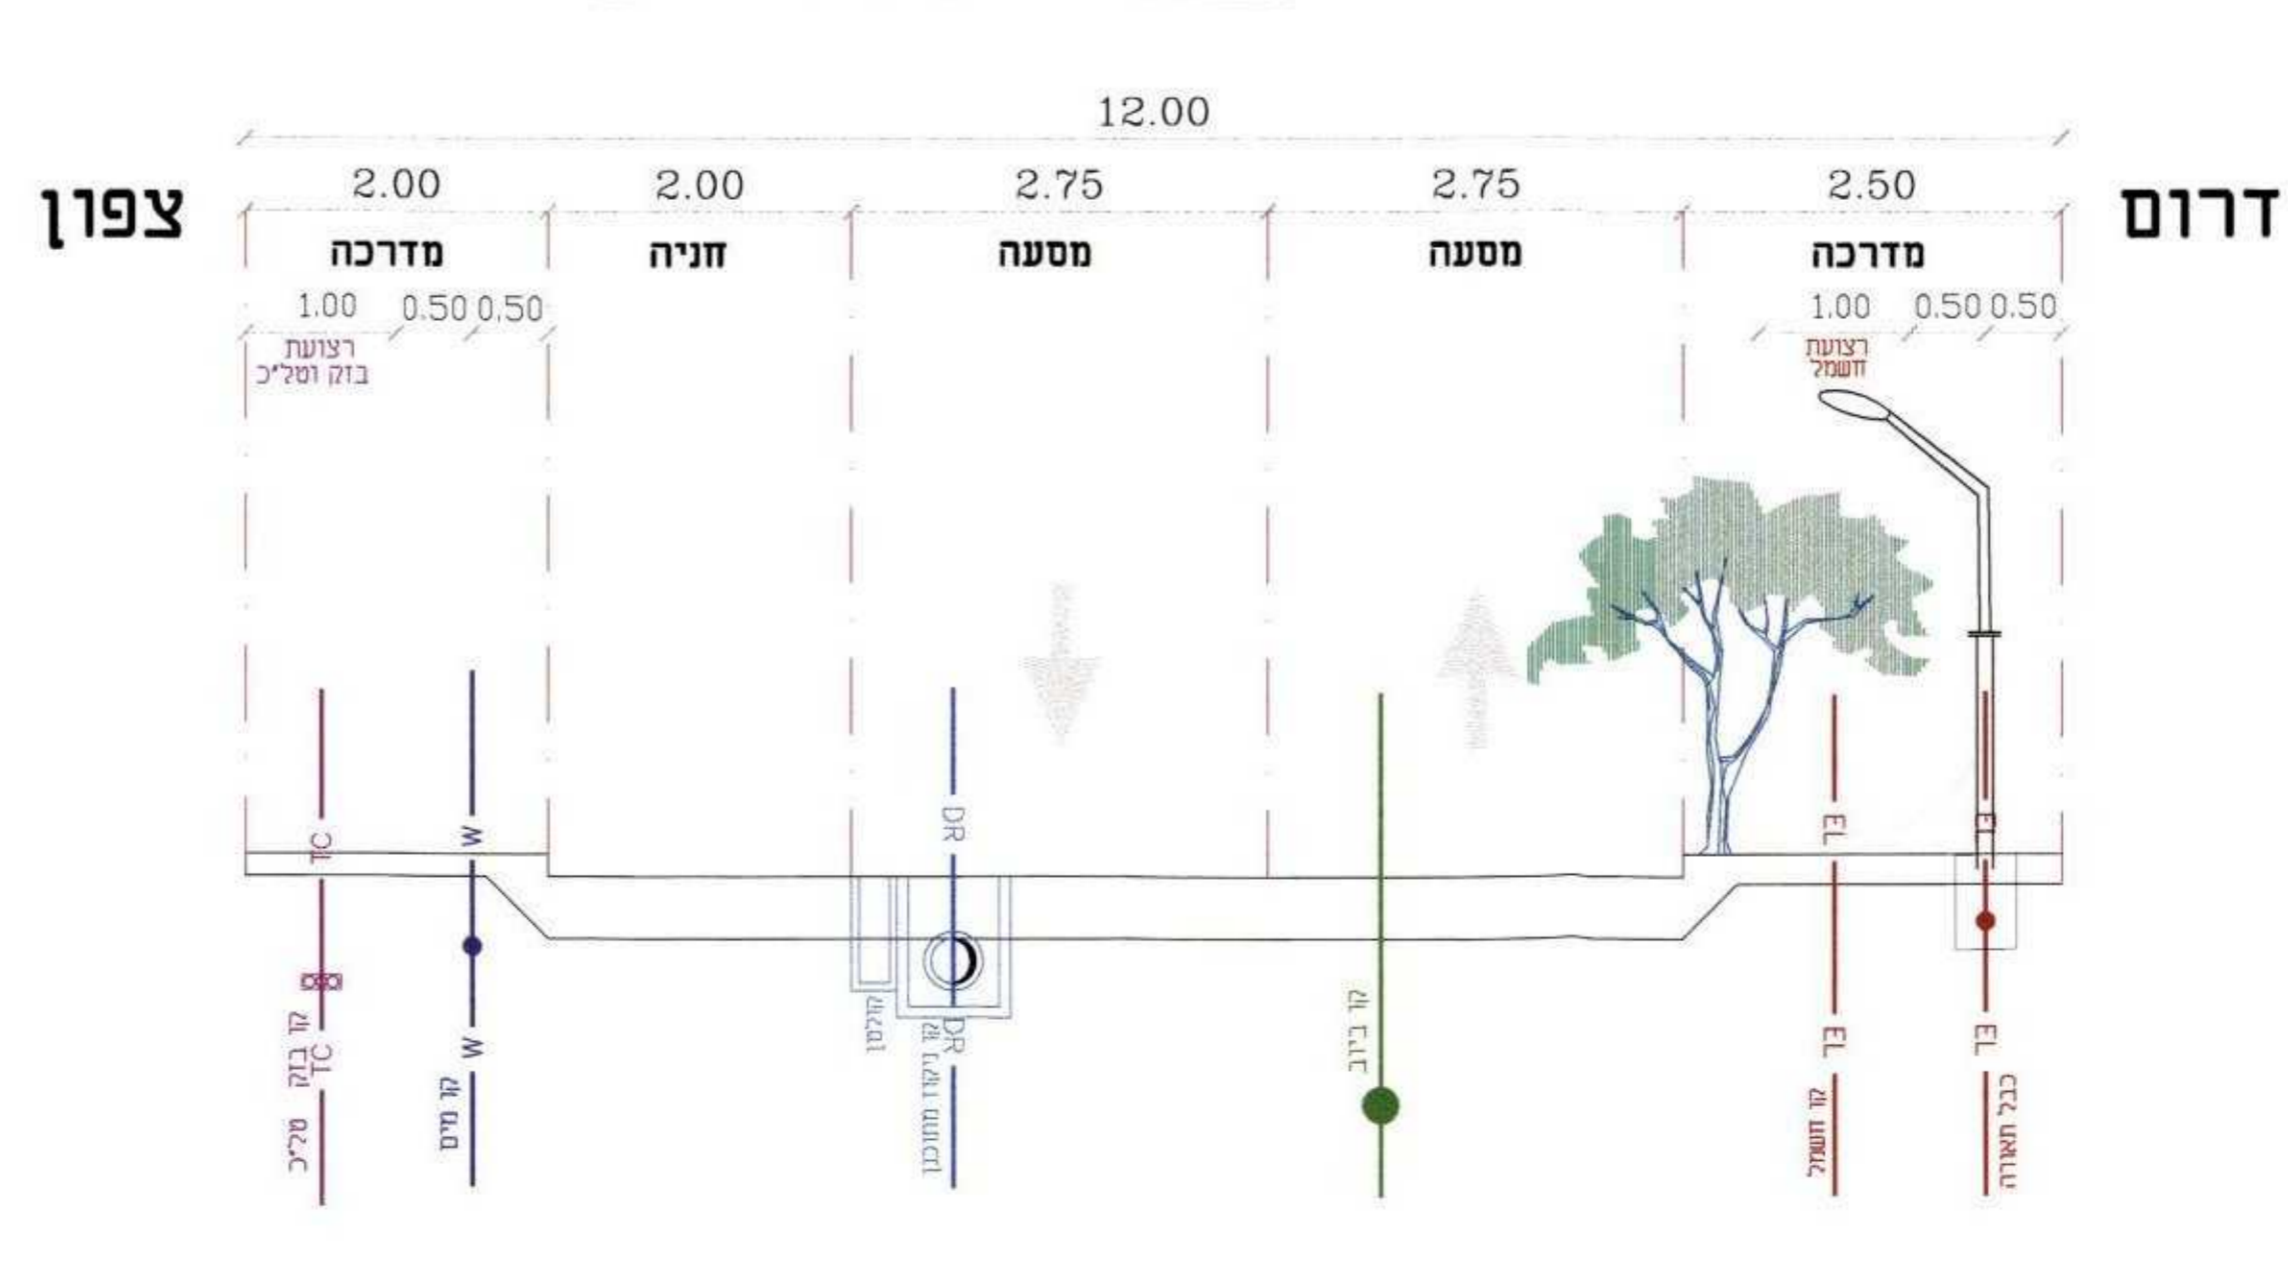 12.00
2.00 2.00 2.75 2.75 2.50
צפון
דרום
מדרכה חניה מסעה מסעה מדרכה
1.00 0.50 0.50
1.00 0.50 0.50
רצועת
בזק וטל"כ
רצועת
חשמל
TC
W
DR
EL
EL
TC
W
DR
EL
EL
קו בזק
טל"כ
קו מים
קולטן
קו ניקוז ותוכנו
קו ביוב
קו חשמל
כבל תאורה